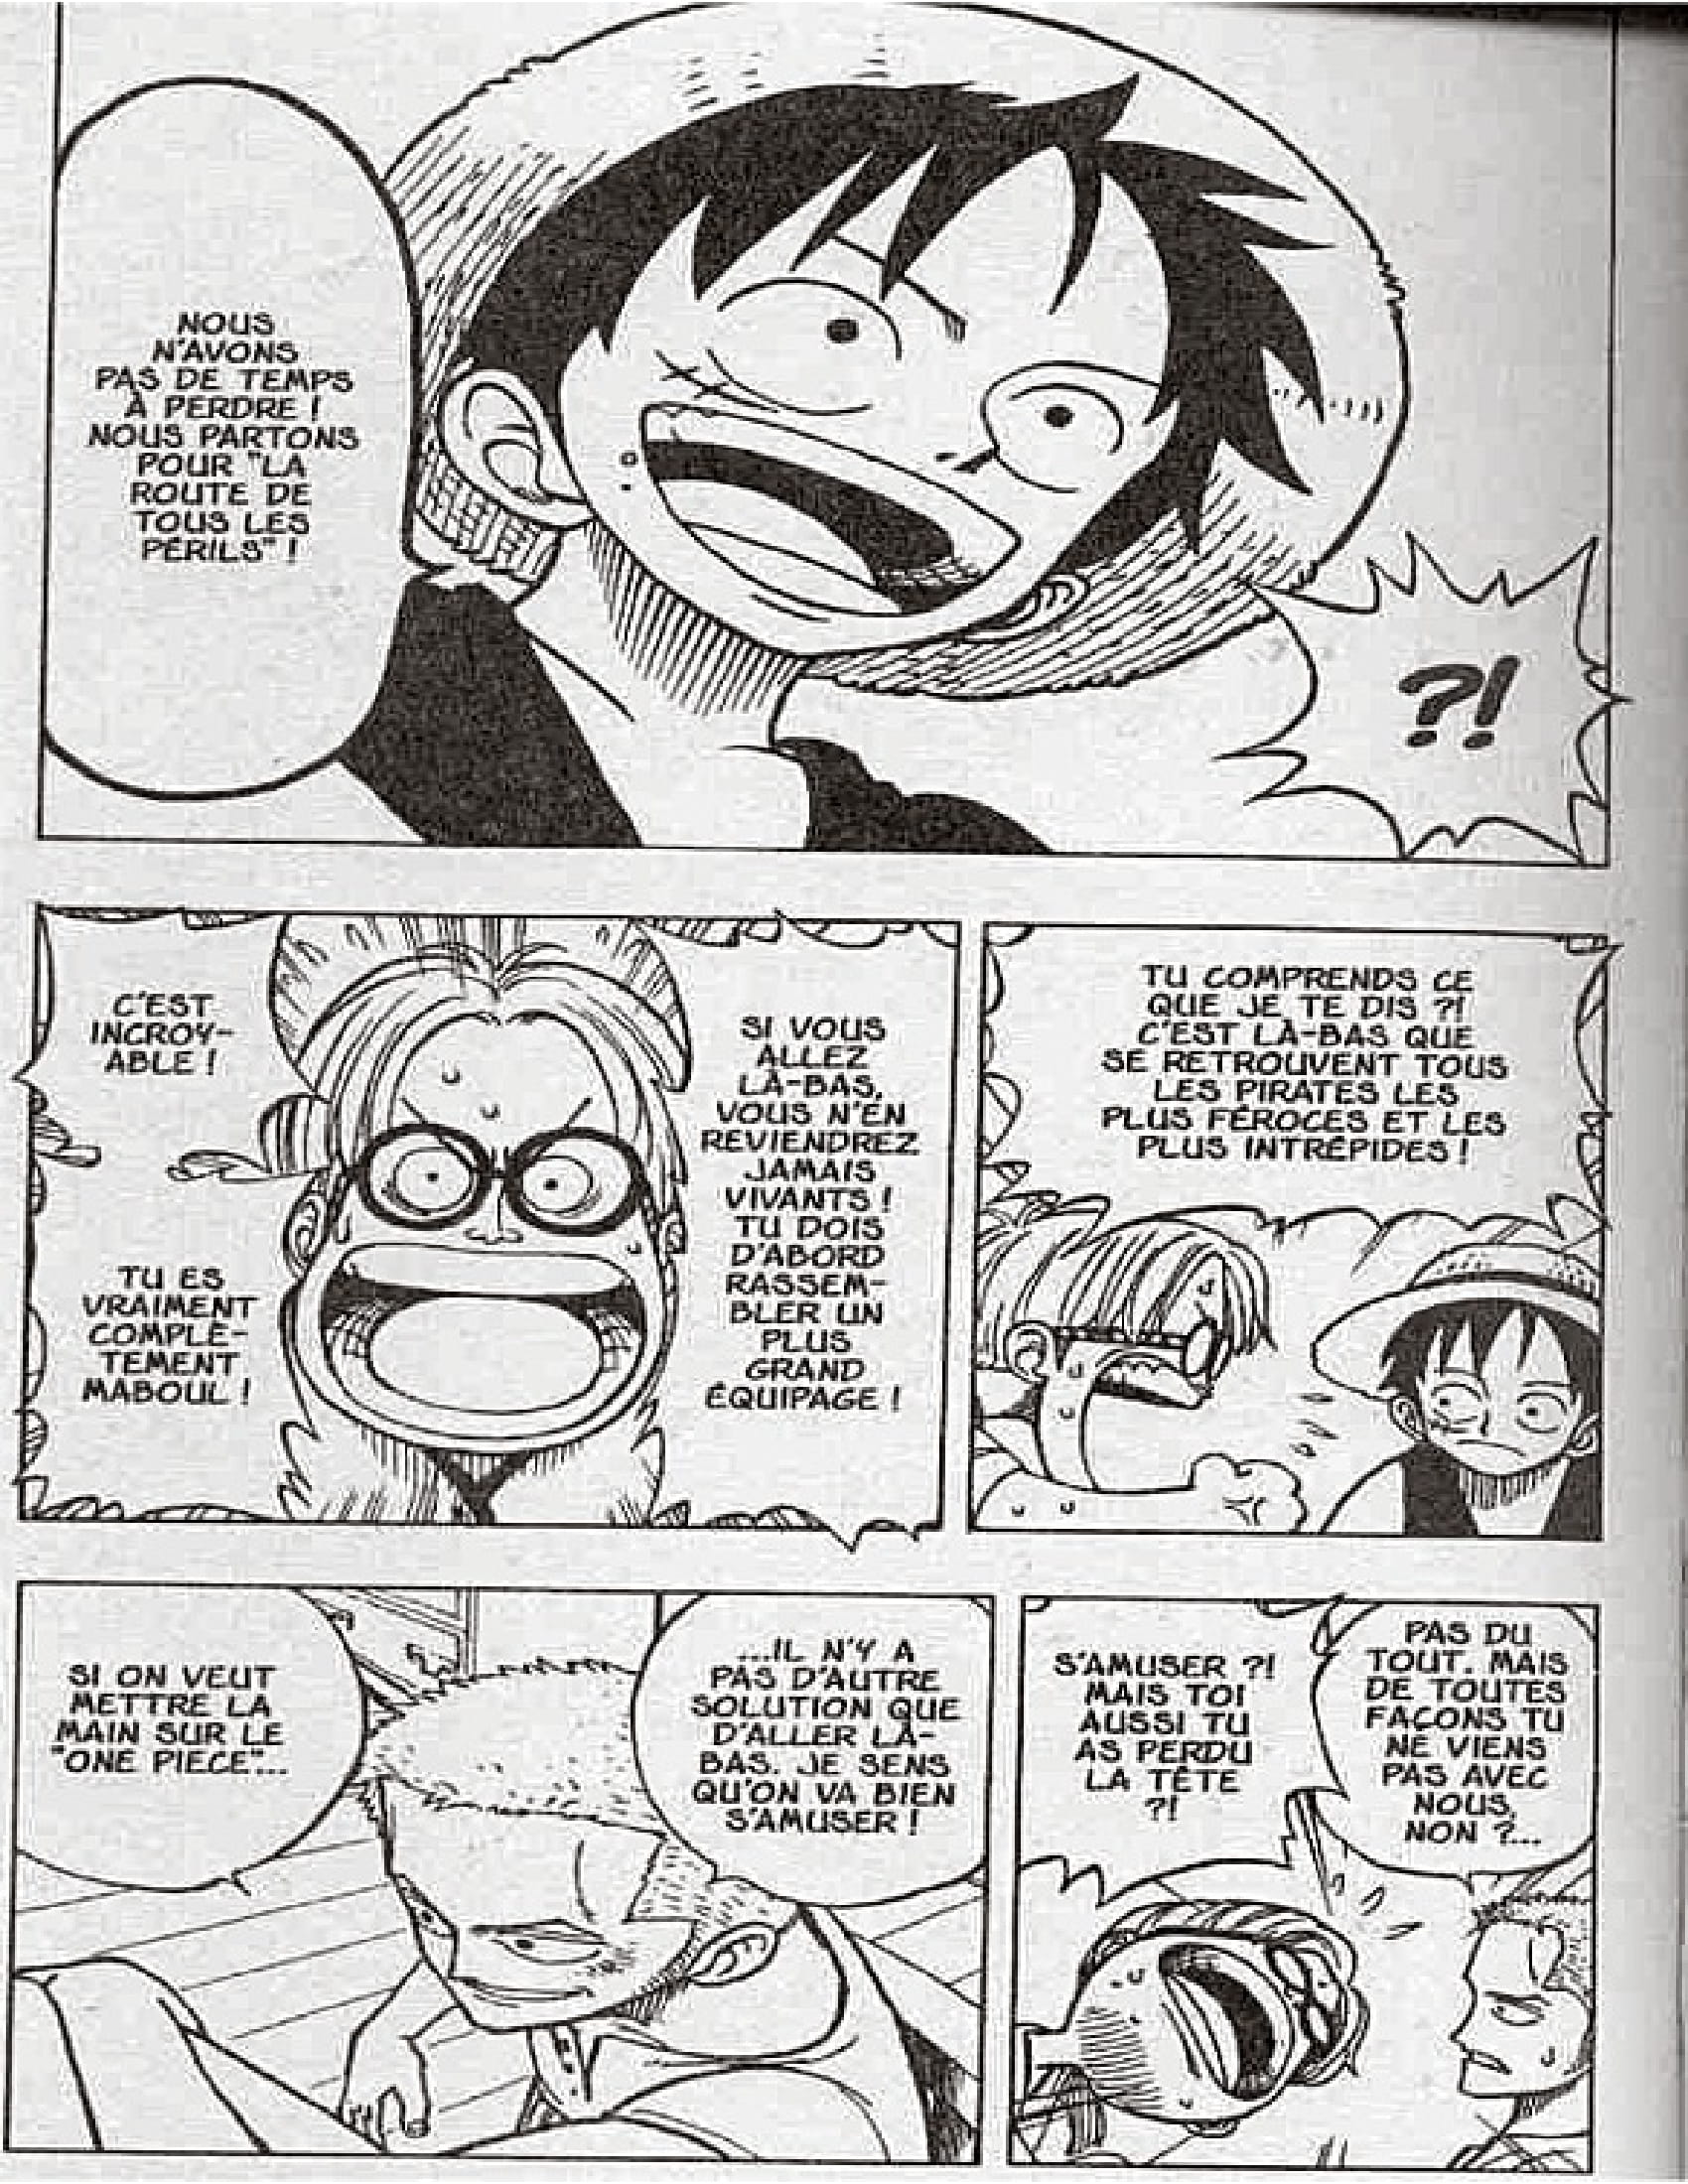 NOUS
N'AVONS
PAS DE TEMPS
À PERDRE !
NOUS PARTONS
POUR "LA
ROUTE DE
TOUS LES
PÉRILS" !
?!
C'EST
INCROY-
ABLE !
TU ES
VRAIMENT
COMPLÈ-
TEMENT
MABOUL !
SI VOUS
ALLEZ
LÀ-BAS,
VOUS N'EN
REVIENDREZ
JAMAIS
VIVANTS !
TU DOIS
D'ABORD
RASSEM-
BLER UN
PLUS
GRAND
ÉQUIPAGE !
TU COMPRENDS CE
QUE JE TE DIS ?!
C'EST LÀ-BAS QUE
SE RETROUVENT TOUS
LES PIRATES LES
PLUS FÉROCES ET LES
PLUS INTRÉPIDES !
SI ON VEUT
METTRE LA
MAIN SUR LE
"ONE PIECE"...
...IL N'Y A
PAS D'AUTRE
SOLUTION QUE
D'ALLER LÀ-
BAS. JE SENS
QU'ON VA BIEN
S'AMUSER !
S'AMUSER ?!
MAIS TOI
AUSSI TU
AS PERDU
LA TÊTE
?!
PAS DU
TOUT. MAIS
DE TOUTES
FAÇONS TU
NE VIENS
PAS AVEC
NOUS,
NON ?...